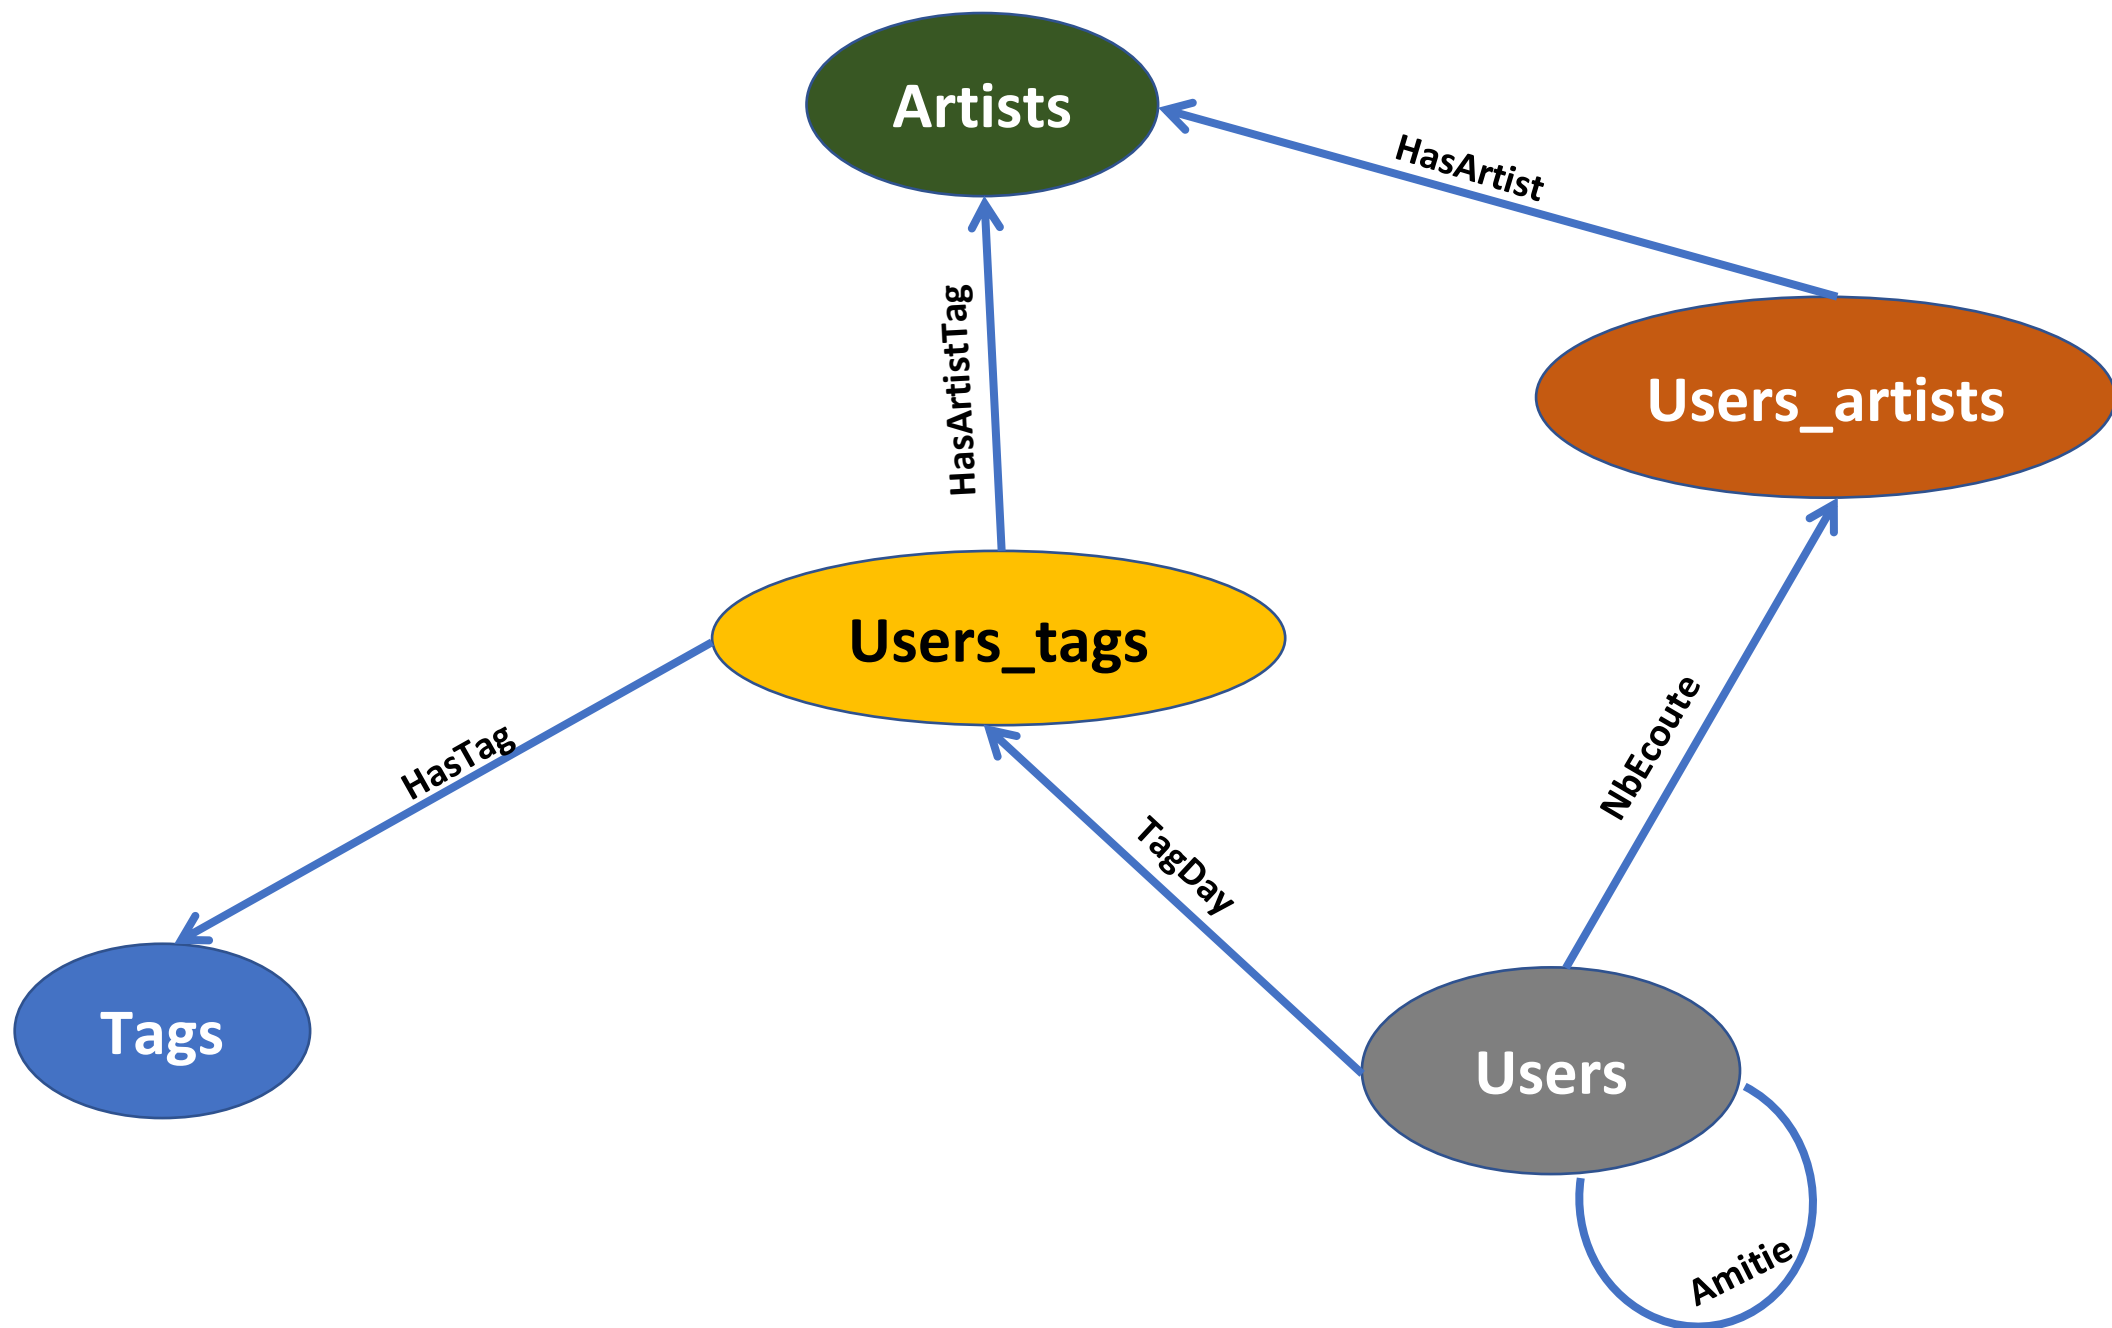 Artists
HasArtist
HasArtistTag
Users_artists
Users_tags
HasTag
NbEcoute
TagDay
Tags
Users
Amitie